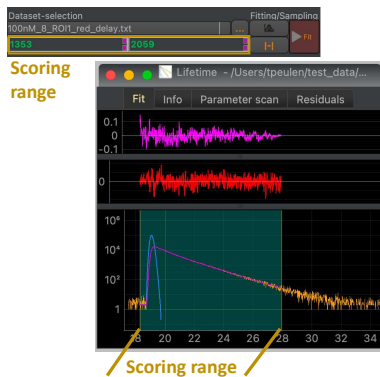 Dataset-selection Fitting/Sampling
100nM_8_ROI1_red_delay.txt ...
1353 2059 Fit
Scoring
range
Lifetime - /Users/tpeulen/test_data/...
Fit Info Parameter scan Residuals
0.1
0
-0.1
0
10⁶
10⁴
10²
1
18 20 22 24 26 28 30 32 34
Scoring range